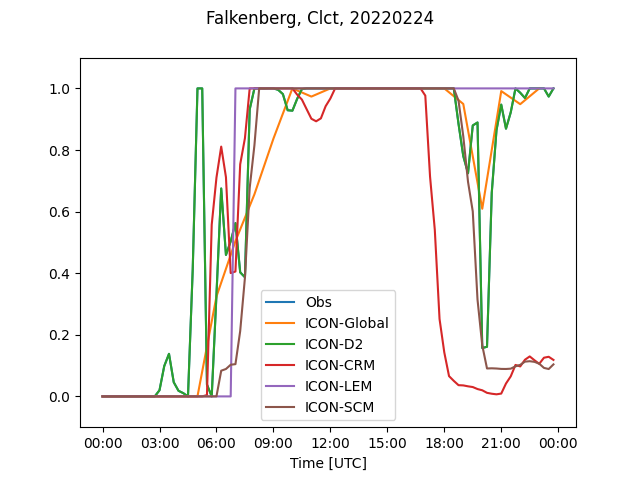 Falkenberg, Clct, 20220224
1.0
0.8
0.6
0.4
0.2
0.0
Obs
ICON-Global
ICON-D2
ICON-CRM
ICON-LEM
ICON-SCM
00:00 03:00 06:00 09:00 12:00 15:00 18:00 21:00 00:00
Time [UTC]